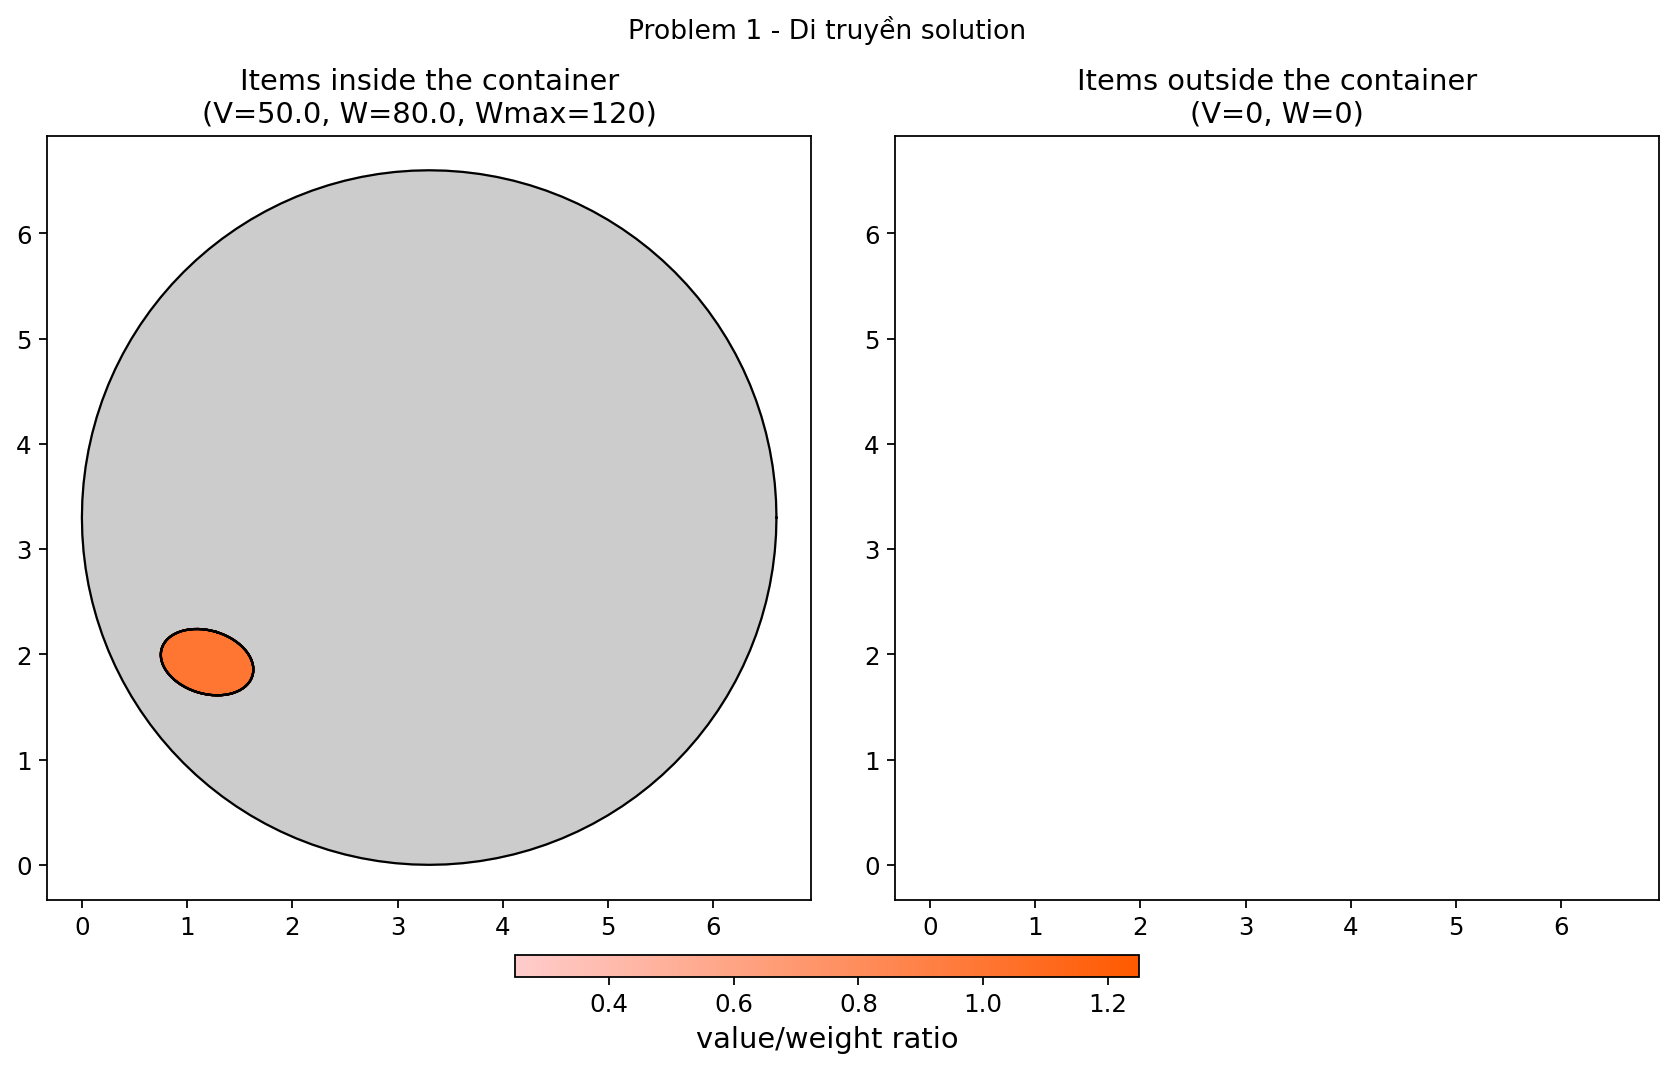 Problem 1 - Di truyền solution
Items inside the container
(V=50.0, W=80.0, Wmax=120)
Items outside the container
(V=0, W=0)
6
5
4
3
2
1
0
0 1 2 3 4 5 6
6
5
4
3
2
1
0
0 1 2 3 4 5 6
0.4 0.6 0.8 1.0 1.2
value/weight ratio